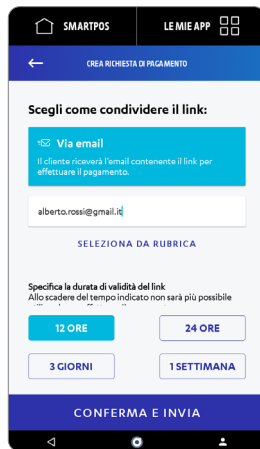 SMARTPOS
LE MIE APP
CREA RICHIESTA DI PAGAMENTO
Scegli come condividere il link:
Via email
Il cliente riceverà l'email contenente il link per
effettuare il pagamento.
alberto.rossi@gmail.it
SELEZIONA DA RUBRICA
Specifica la durata di validità del link
Allo scadere del tempo indicato non sarà più possibile
12 ORE
24 ORE
3 GIORNI
1 SETTIMANA
CONFERMA E INVIA